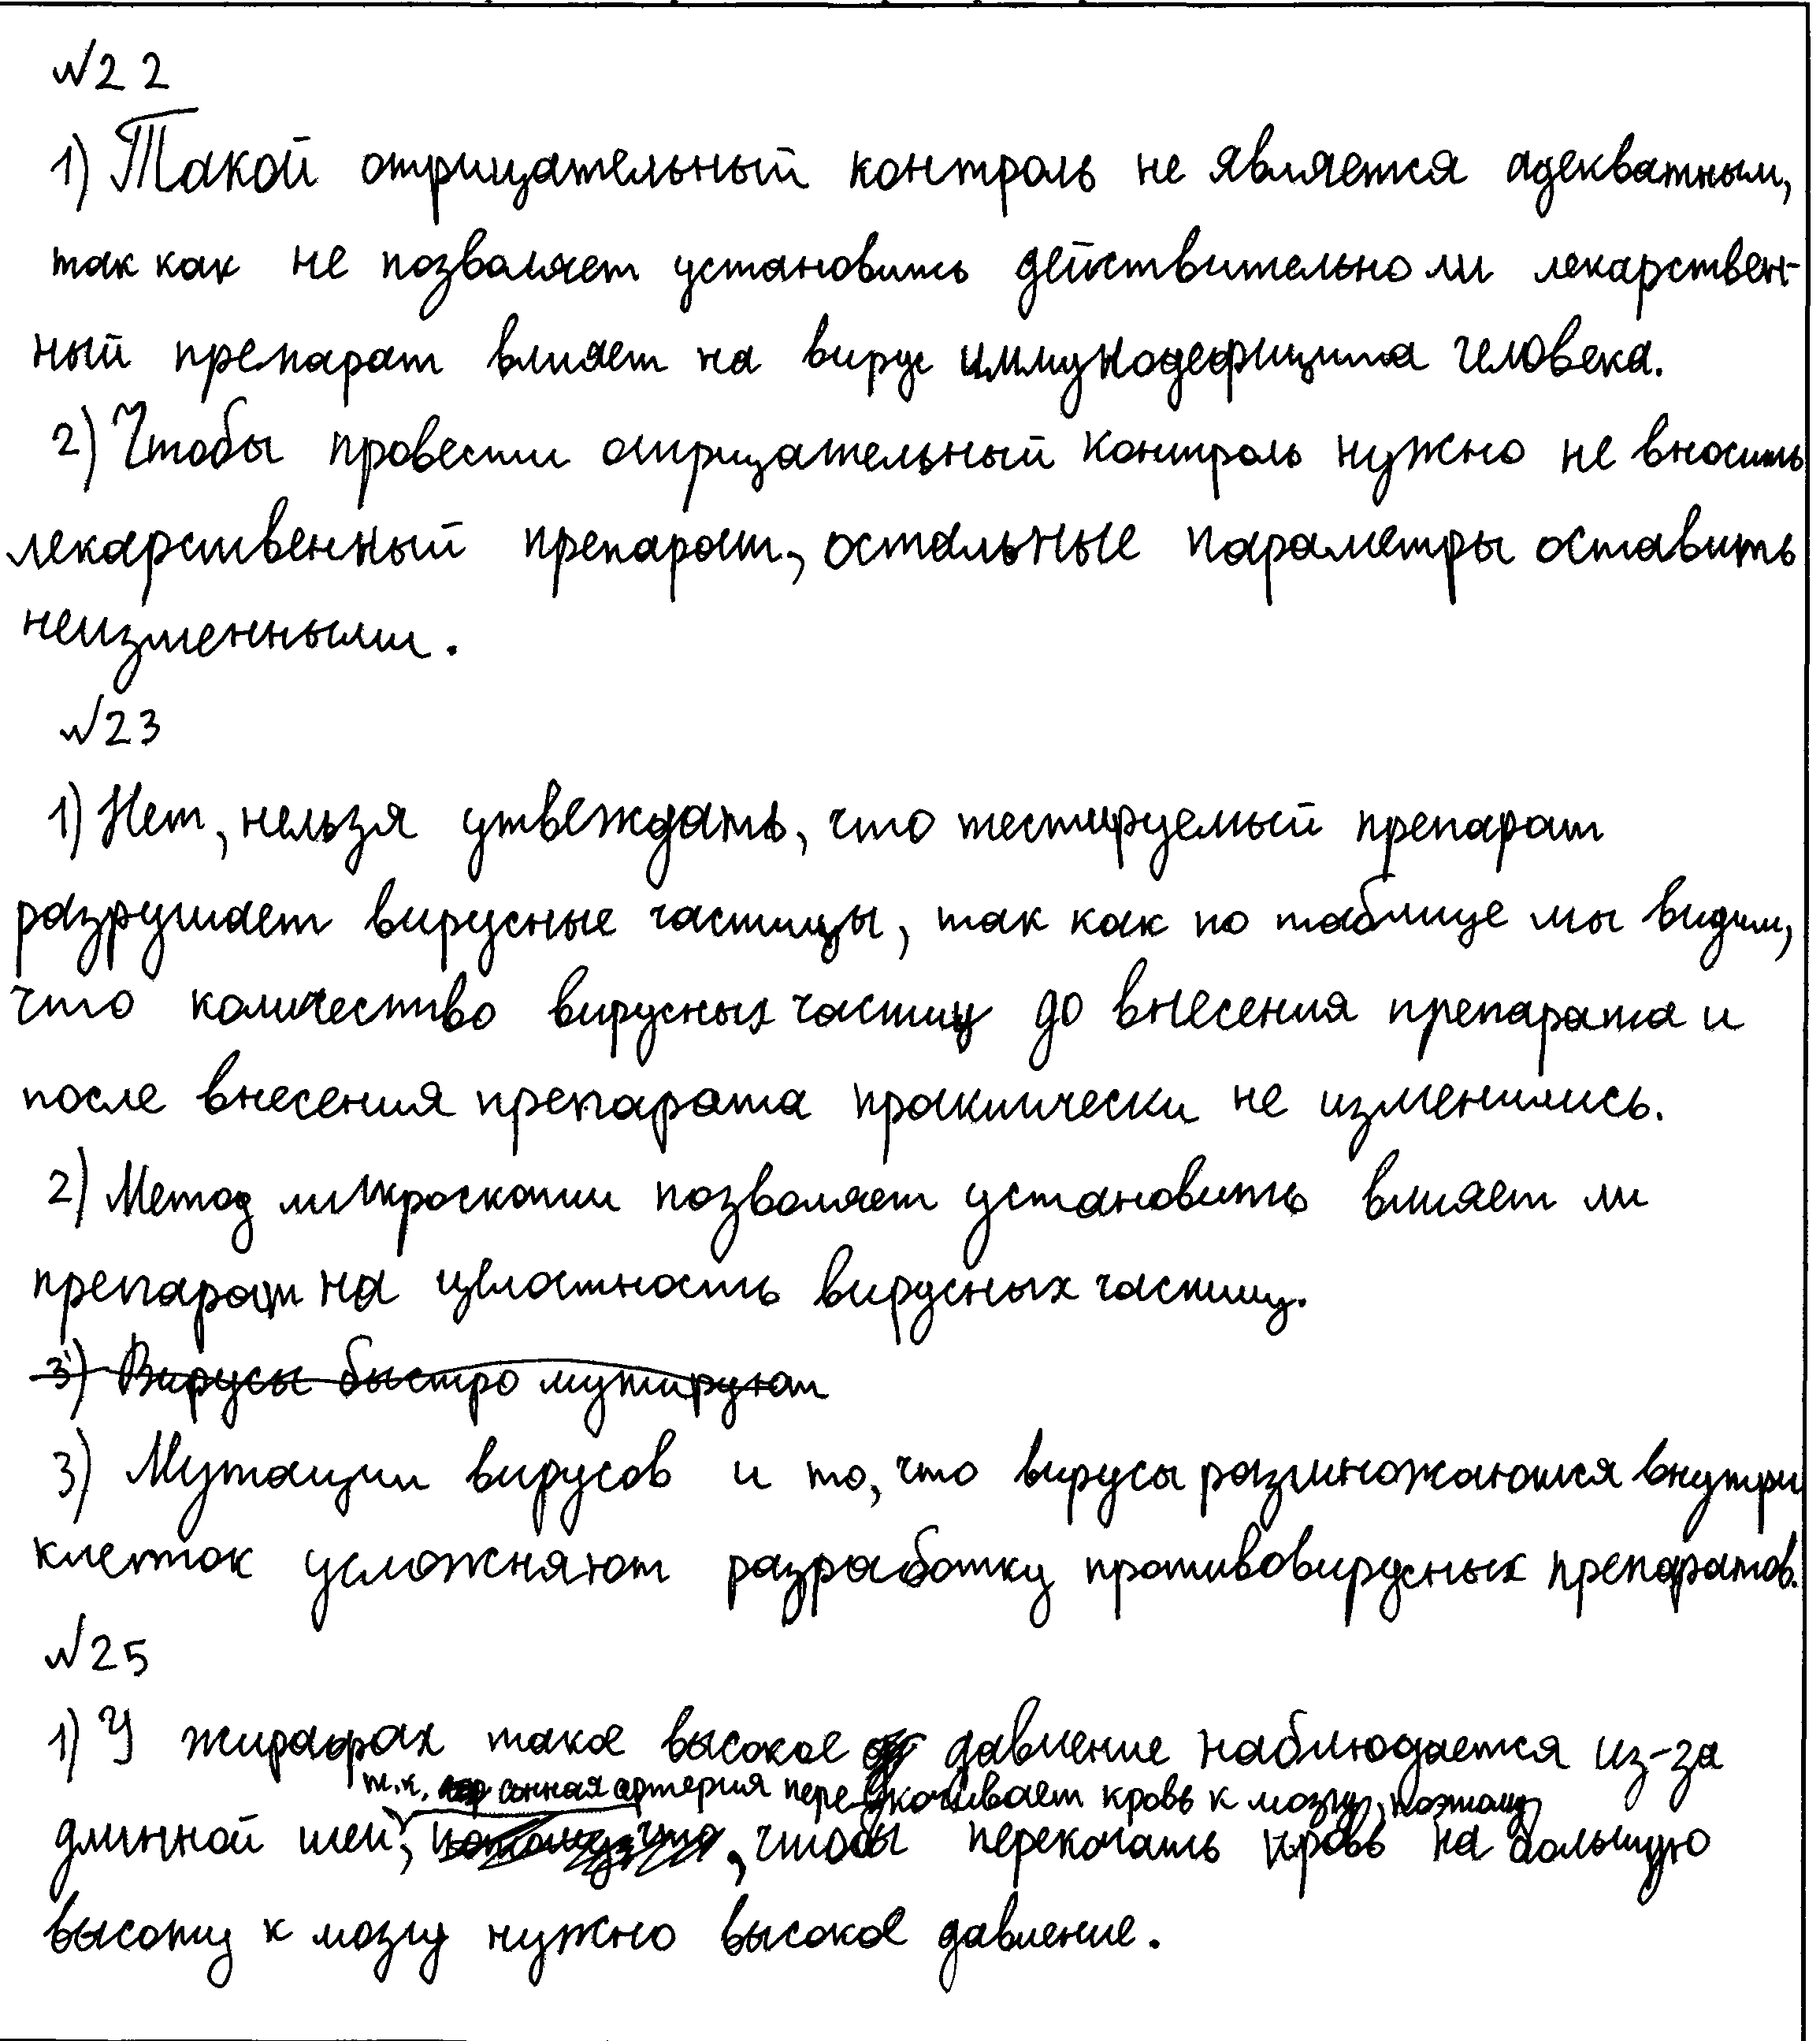 №22
1) Такой отрицательный контроль не является адекватным,
так как не позволяет установить действительно ли лекарствен-
ный препарат влияет на вирус иммунодефицита человека.
2) Чтобы провести отрицательный контроль нужно не вносить
лекарственный препарат, остальные параметры оставить
неизменными.
№23
1) Нет, нельзя утвеждать, что тестируемый препарат
разрушает вирусные частицы, так как по таблице мы видим,
что количество вирусных частиц до внесения препарата и
после внесения препарата практически не изменились.
2) Метод микроскопии позволяет установить влияет ли
препарат на целостность вирусных частиц.
3) Вирусы быстро мутируют
3) Мутации вирусов и то, что вирусы размножаются внутри
клеток усложняют разработку противовирусных препаратов.
№25
1) У жирафах такое высокое давление наблюдается из-за
т.к. сонная артерия перекачивает кровь к мозгу, поэтому
длинной шеи, потому что, чтобы перекачать кровь на большую
высоту к мозгу нужно высокое давление.